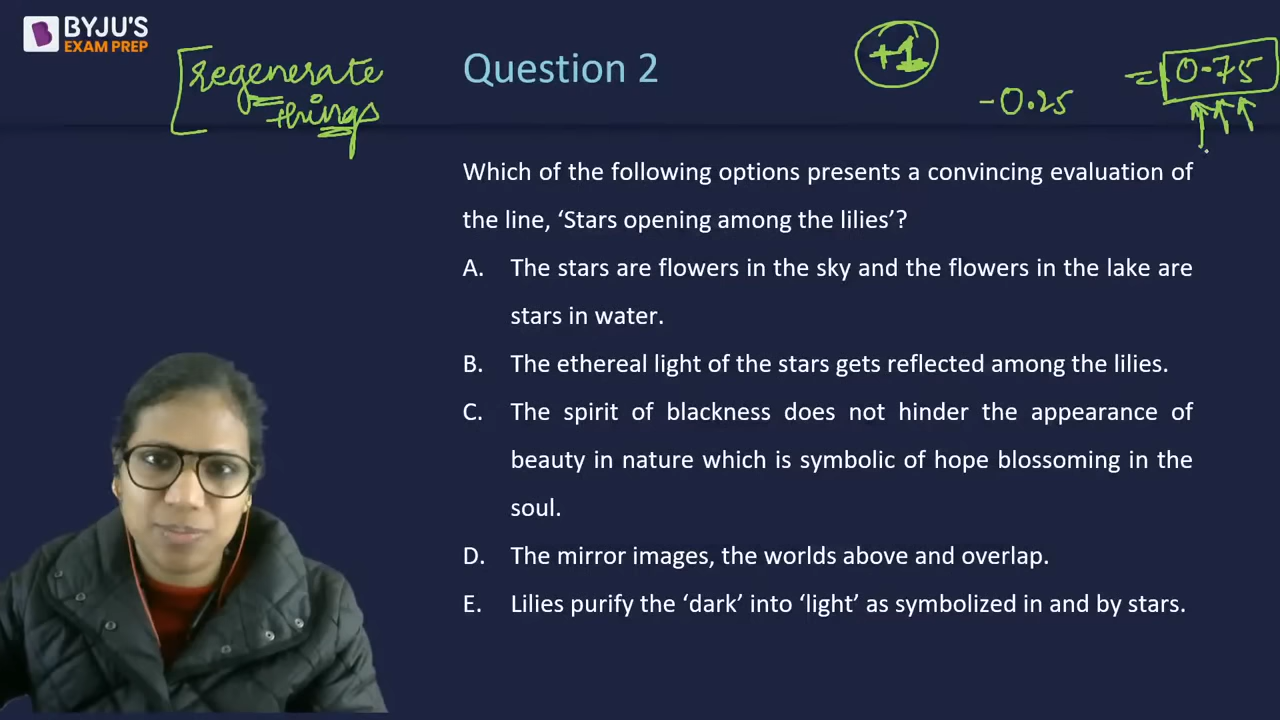 BYJU'S
EXAM PREP
regenerate
things
Question 2
+1
-0.25
= 0.75
Which of the following options presents a convincing evaluation of
the line, ‘Stars opening among the lilies’?
A. The stars are flowers in the sky and the flowers in the lake are
stars in water.
B. The ethereal light of the stars gets reflected among the lilies.
C. The spirit of blackness does not hinder the appearance of
beauty in nature which is symbolic of hope blossoming in the
soul.
D. The mirror images, the worlds above and overlap.
E. Lilies purify the ‘dark’ into ‘light’ as symbolized in and by stars.